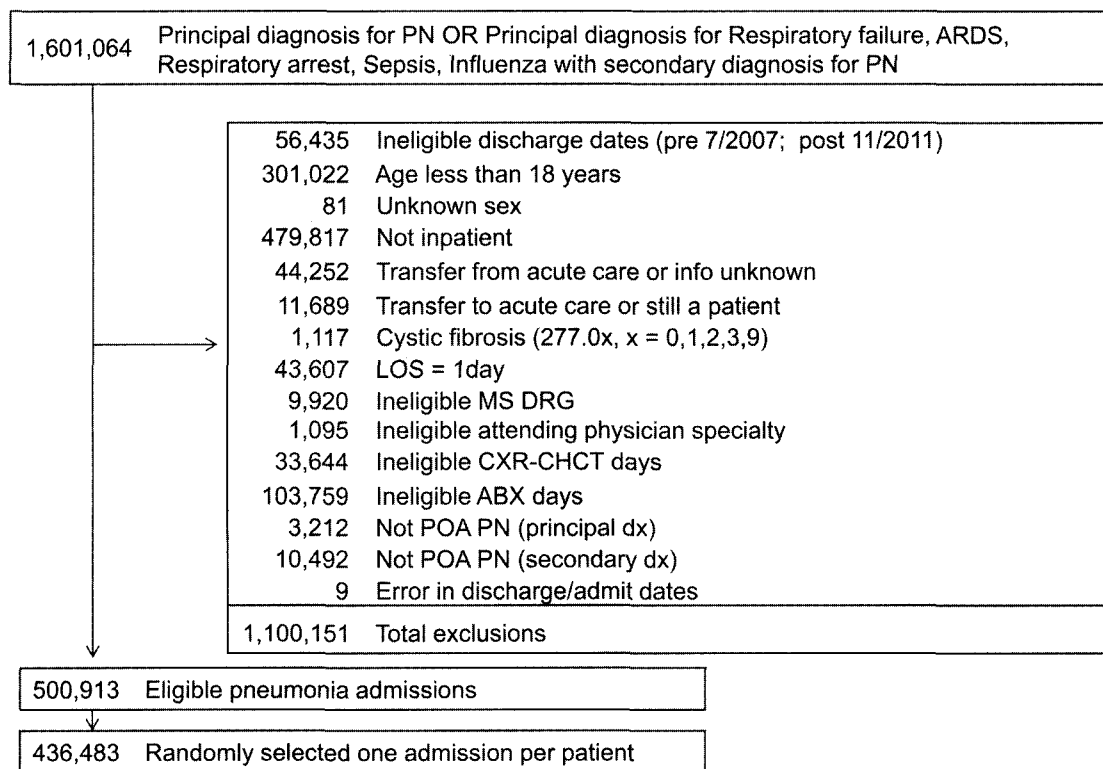 1,601,064 Principal diagnosis for PN OR Principal diagnosis for Respiratory failure, ARDS,
Respiratory arrest, Sepsis, Influenza with secondary diagnosis for PN
56,435 Ineligible discharge dates (pre 7/2007; post 11/2011)
301,022 Age less than 18 years
81 Unknown sex
479,817 Not inpatient
44,252 Transfer from acute care or info unknown
11,689 Transfer to acute care or still a patient
1,117 Cystic fibrosis (277.0x, x = 0,1,2,3,9)
43,607 LOS = 1day
9,920 Ineligible MS DRG
1,095 Ineligible attending physician specialty
33,644 Ineligible CXR-CHCT days
103,759 Ineligible ABX days
3,212 Not POA PN (principal dx)
10,492 Not POA PN (secondary dx)
9 Error in discharge/admit dates
1,100,151 Total exclusions
500,913 Eligible pneumonia admissions
436,483 Randomly selected one admission per patient